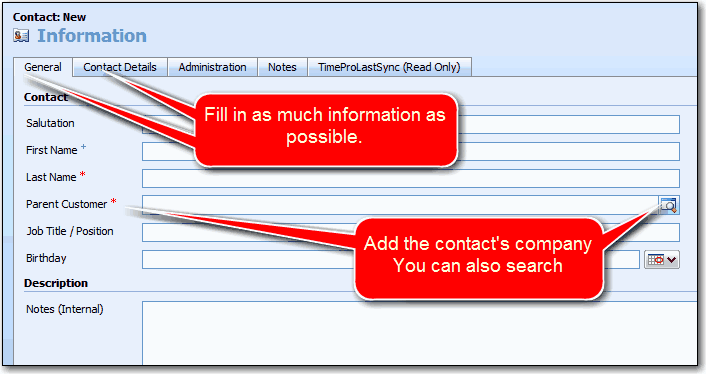 Contact: New
Information
General Contact Details Administration Notes TimeProLastSync (Read Only)
Contact
Fill in as much information as
possible.
Salutation
First Name +
Last Name *
Parent Customer *
Job Title / Position
Add the contact's company
You can also search
Birthday
Description
Notes (Internal)